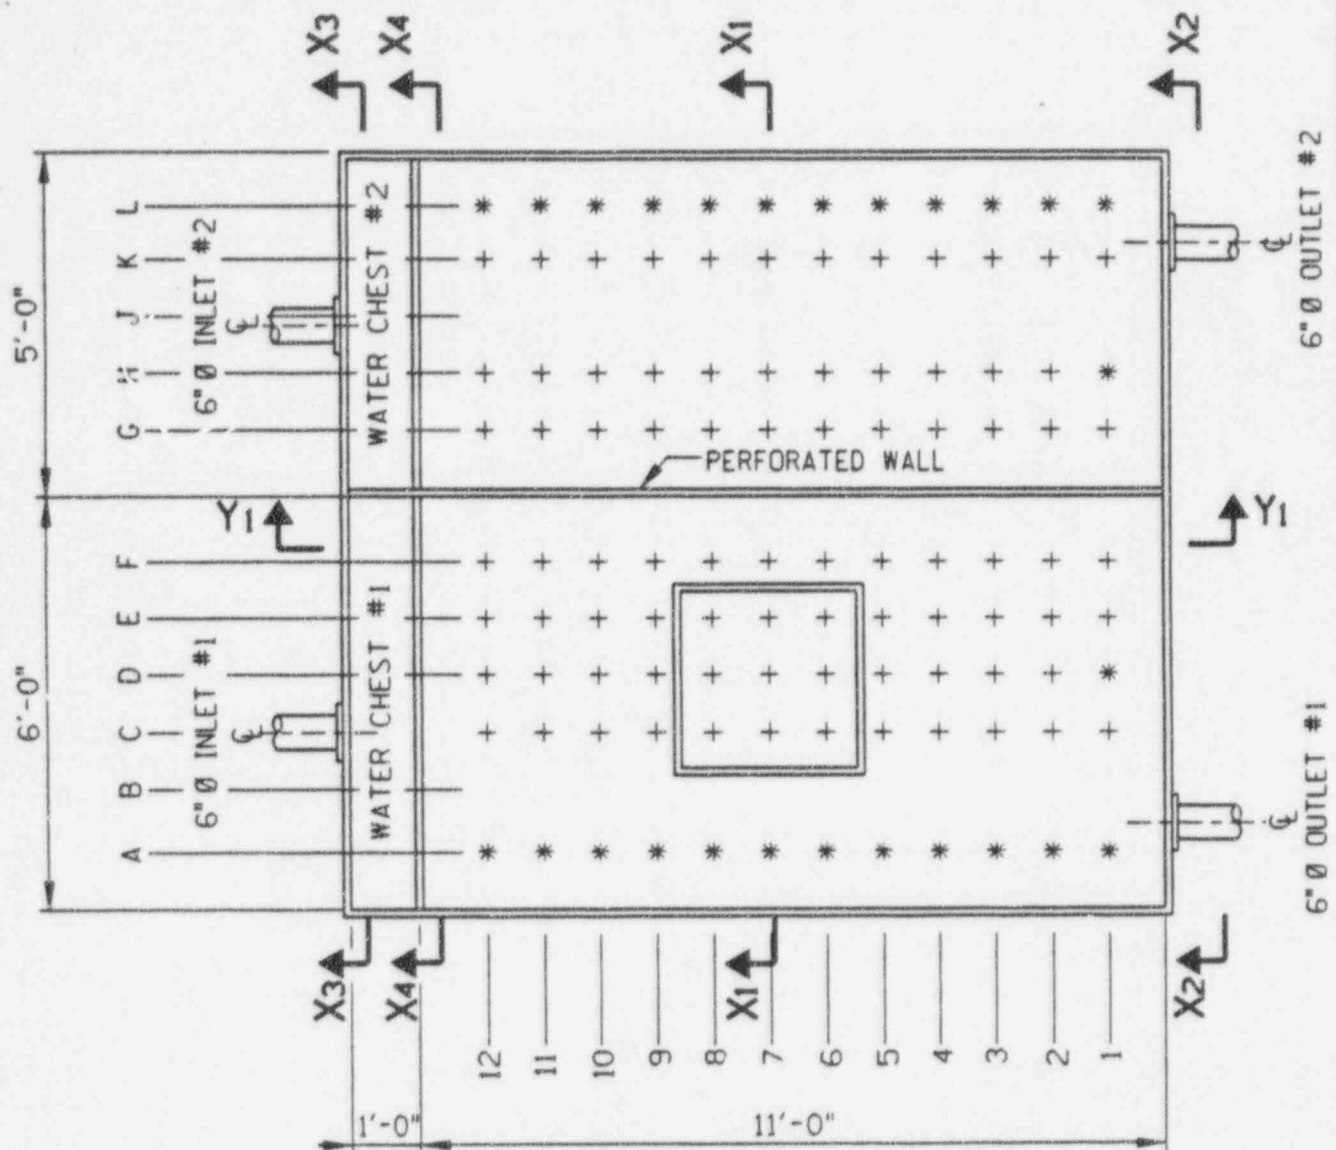 X3
X4
X1
X2
5'-0"
L
K
J
H
G
6"Ø INLET #2
℄
WATER CHEST #2
℄
6"Ø OUTLET #2
PERFORATED WALL
Y1
Y1
6'-0"
F
E
D
C
B
A
6"Ø INLET #1
℄
WATER CHEST #1
℄
6"Ø OUTLET #1
X3
X4
X1
X2
12
11
10
9
8
7
6
5
4
3
2
1
1'-0"
11'-0"